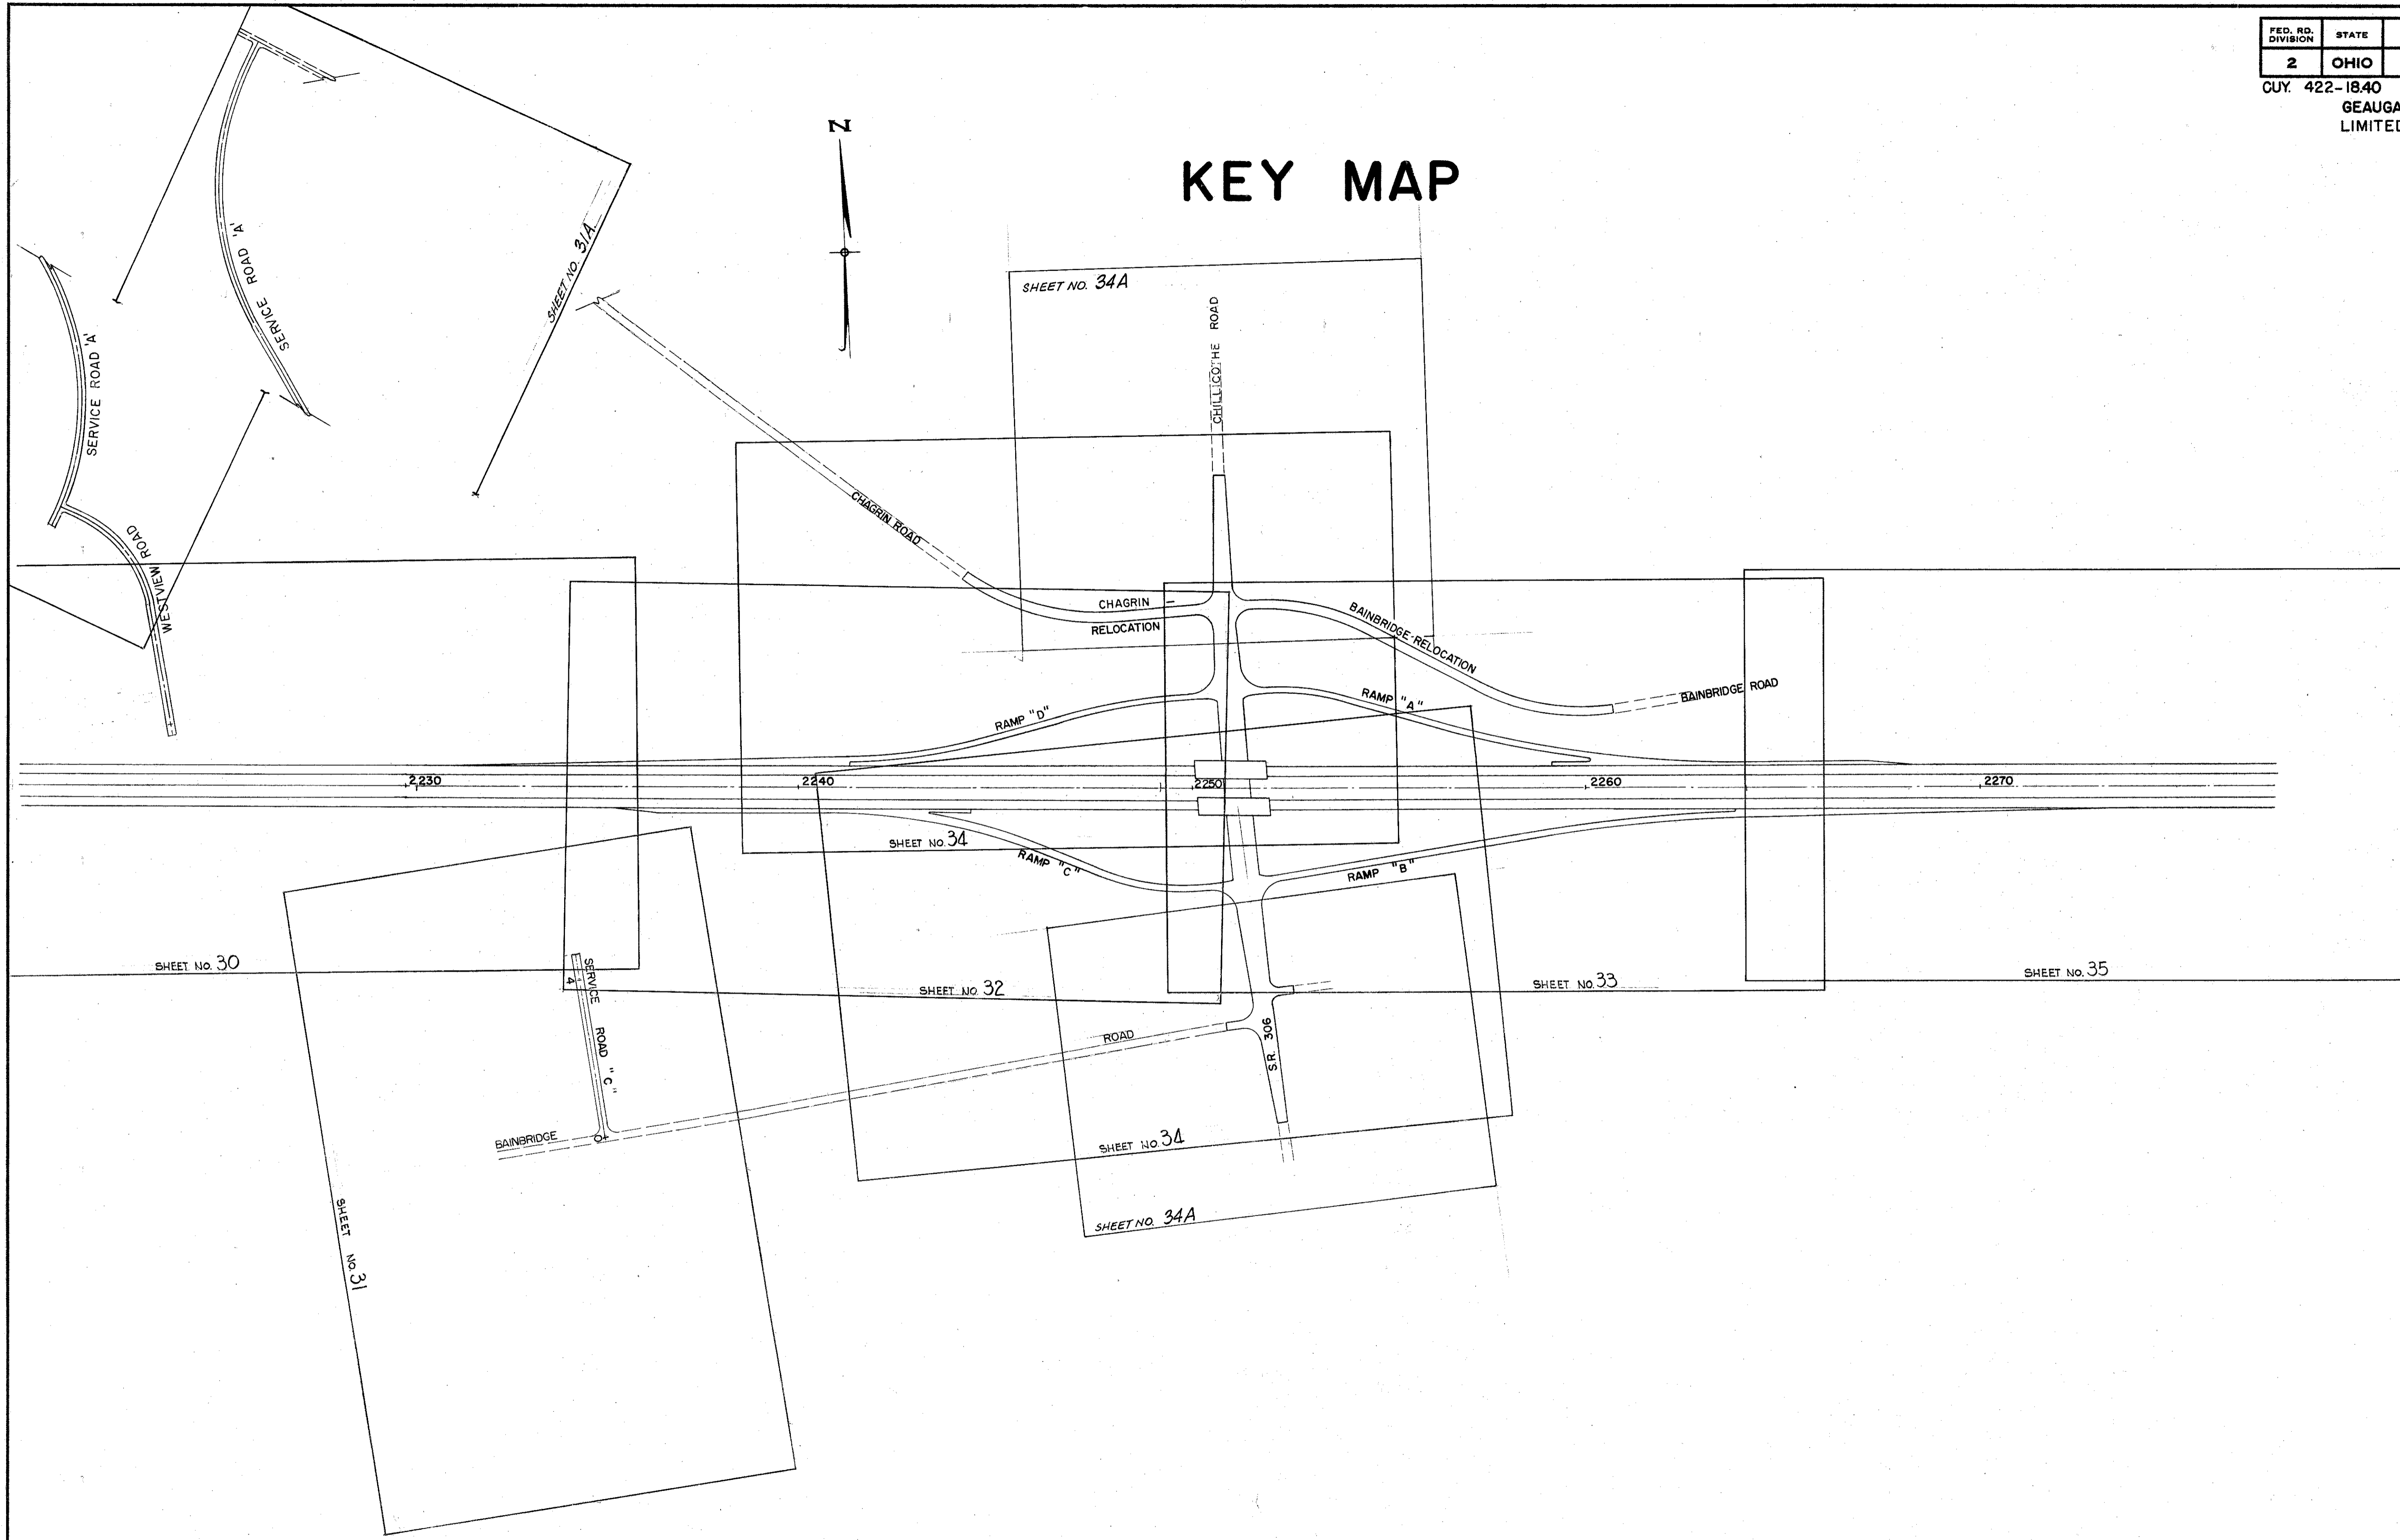 FED. RD. DIVISION STATE
2 OHIO
CUY. 422-18.40
GEAUGA
LIMITED
KEY MAP
N
SERVICE ROAD 'A'
SERVICE ROAD 'A'
SHEET NO. 31A
WESTVIEW ROAD
SHEET NO. 34A
CHILLICOTHE ROAD
CHAGRIN ROAD
CHAGRIN -
RELOCATION
BAINBRIDGE-RELOCATION
BAINBRIDGE ROAD
RAMP "D"
RAMP "A"
2230
2240
2250
2260
2270
SHEET NO. 34
RAMP "C"
RAMP "B"
SHEET NO. 30
SHEET NO. 32
SHEET NO. 33
SHEET NO. 35
4
SERVICE ROAD "C"
ROAD
S.R. 306
BAINBRIDGE
0
SHEET NO. 34
SHEET NO. 34A
SHEET NO. 31